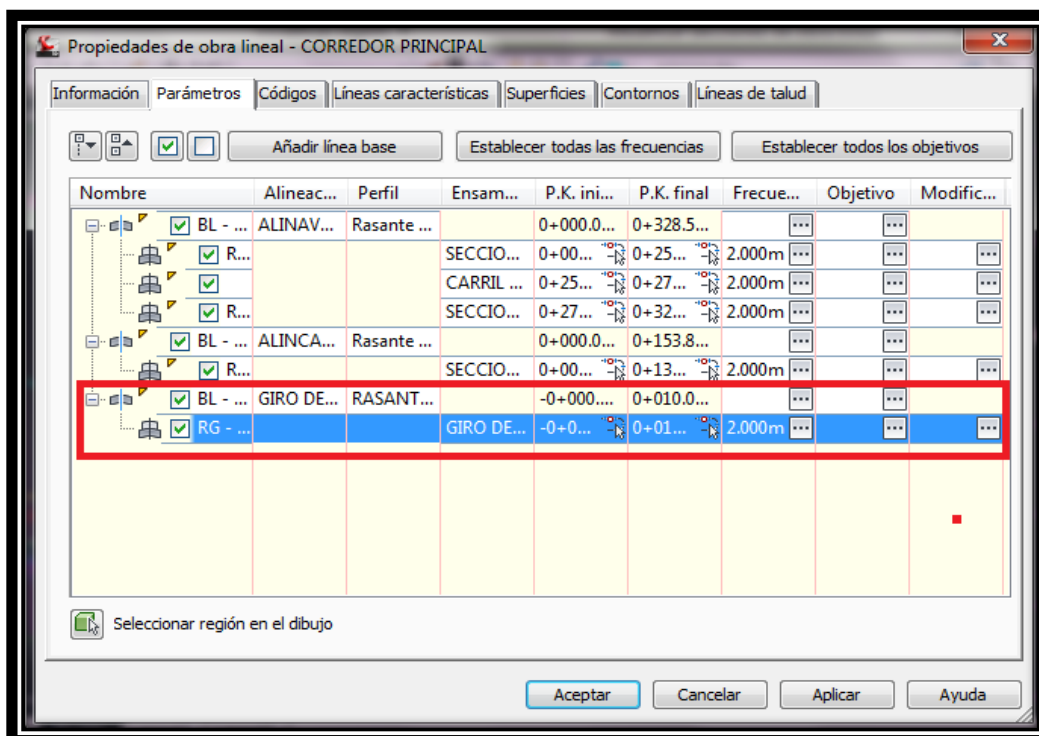 Propiedades de obra lineal - CORREDOR PRINCIPAL
Información Parámetros Códigos Líneas características Superficies Contornos Líneas de talud
Añadir línea base Establecer todas las frecuencias Establecer todos los objetivos
Nombre Alineac... Perfil Ensam... P.K. ini... P.K. final Frecue... Objetivo Modific...
BL - ... ALINAV... Rasante ... 0+000.0... 0+328.5... ...
R... SECCIO... 0+00... 0+25... 2.000m ... ... ...
CARRIL ... 0+25... 0+27... 2.000m ... ... ...
R... SECCIO... 0+27... 0+32... 2.000m ... ... ...
BL - ... ALINCA... Rasante ... 0+000.0... 0+153.8... ... ...
R... SECCIO... 0+00... 0+13... 2.000m ... ... ...
BL - ... GIRO DE... RASANT... -0+000.... 0+010.0... ... ...
RG - ... GIRO DE... -0+0... 0+01... 2.000m ... ... ...
Seleccionar región en el dibujo
Aceptar Cancelar Aplicar Ayuda